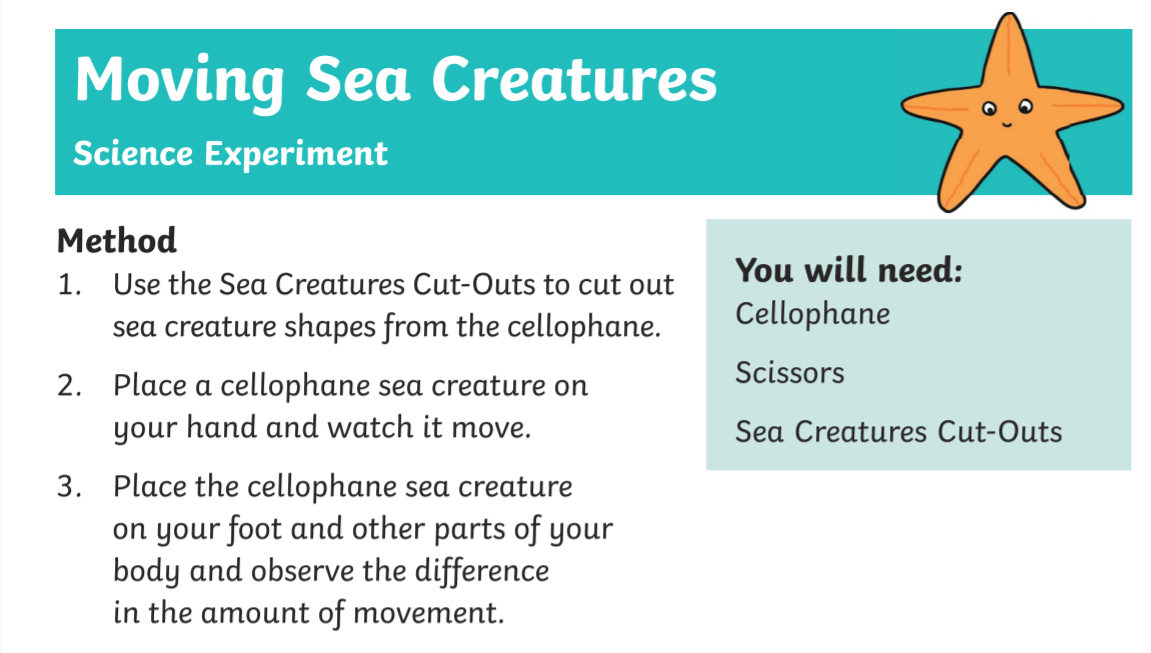 Moving Sea Creatures
Science Experiment
Method
1. Use the Sea Creatures Cut-Outs to cut out
sea creature shapes from the cellophane.
2. Place a cellophane sea creature on
your hand and watch it move.
3. Place the cellophane sea creature
on your foot and other parts of your
body and observe the difference
in the amount of movement.
You will need:
Cellophane
Scissors
Sea Creatures Cut-Outs